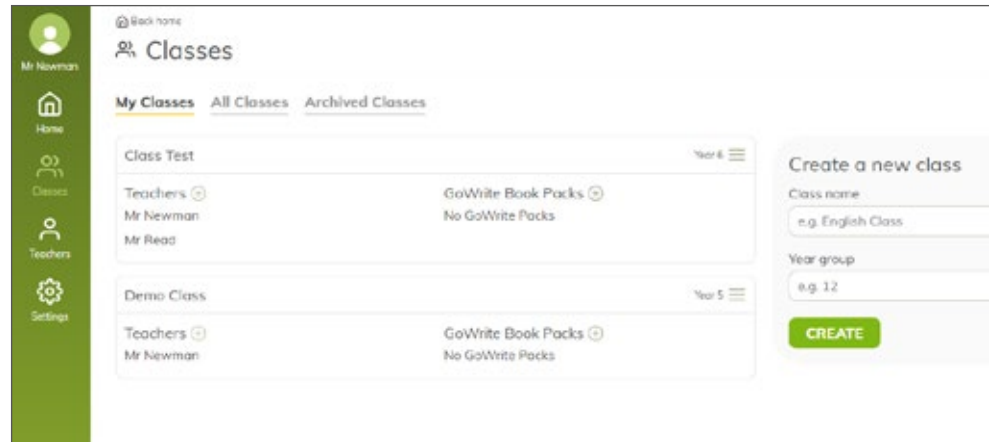 Back home
Classes
Mr Newman
Home
Classes
Teachers
Settings
My Classes All Classes Archived Classes
Class Test Year 6
Teachers GoWrite Book Packs
Mr Newman No GoWrite Packs
Mr Read
Demo Class Year 5
Teachers GoWrite Book Packs
Mr Newman No GoWrite Packs
Create a new class
Class name
e.g. English Class
Year group
e.g. 12
CREATE